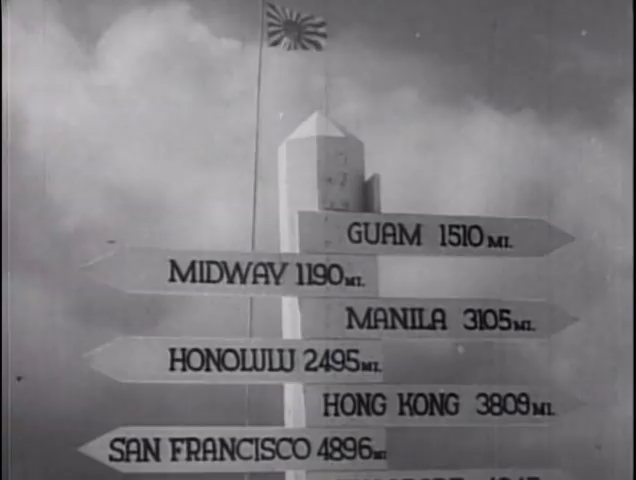 GUAM 1510 MI.
MIDWAY 1190 MI.
MANILA 3105 MI.
HONOLULU 2495 MI.
HONG KONG 3809 MI.
SAN FRANCISCO 4896 MI